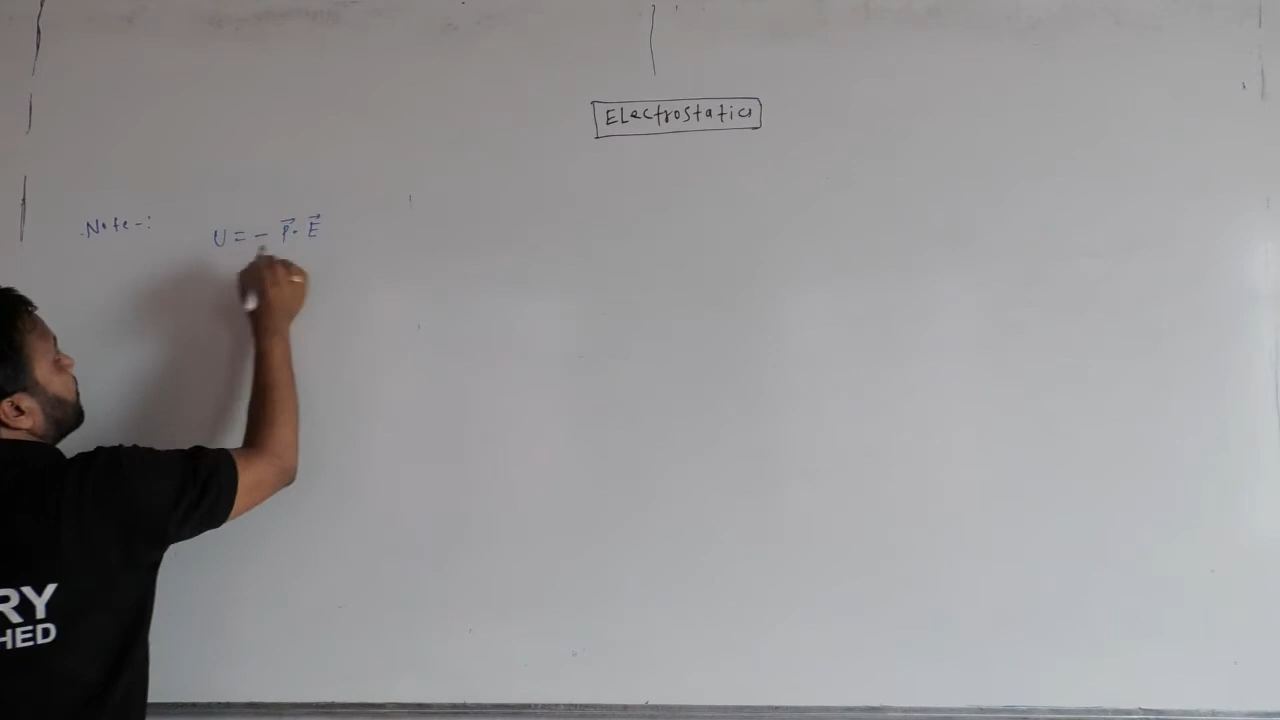 Electrostatics
Note-: U = - P⃗. E⃗
RY
HED